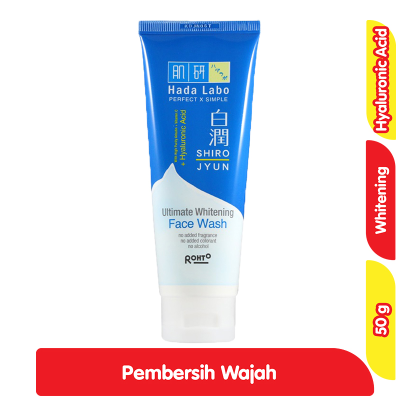 肌研
Hada Labo
PERFECT X SIMPLE
+ Hyaluronic Acid
白潤
SHIRO
JYUN
Ultimate Whitening
Face Wash
no added fragrance
no added colorant
no alcohol
ROHTO
Hyaluronic Acid
Whitening
50 g
Pembersih Wajah